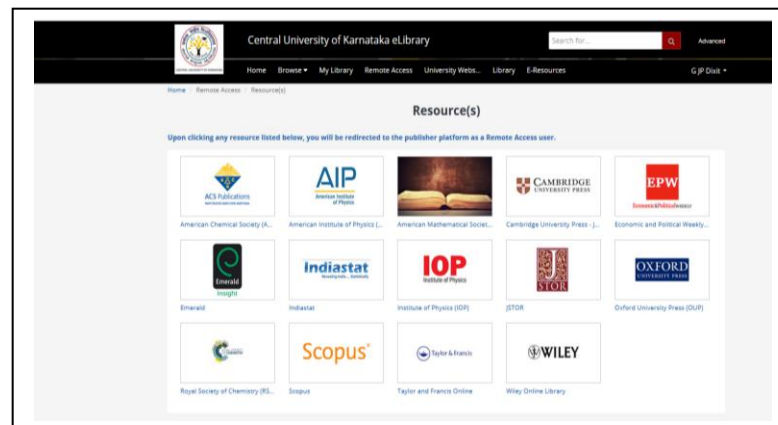 Central University of Karnataka eLibrary
Search for...
Advanced
Home Browse My Library Remote Access University Webs... Library E-Resources
G JP Dixit
Home / Remote Access / Resource(s)
Resource(s)
Upon clicking any resource listed below, you will be redirected to the publisher platform as a Remote Access user.
ACS Publications
AIP
American Institute
of Physics
CAMBRIDGE
UNIVERSITY PRESS
EPW
Economic&PoliticalWEEKLY
American Chemical Society (A...
American Institute of Physics (...
American Mathematical Societ...
Cambridge University Press - J...
Economic and Political Weekly...
Emerald
Insight
Indiastat
IOP
Institute of Physics
JSTOR
OXFORD
UNIVERSITY PRESS
Emerald
Indiastat
Institute of Physics (IOP)
JSTOR
Oxford University Press (OUP)
Scopus
Taylor & Francis
WILEY
Royal Society of Chemistry (RS...
Scopus
Taylor and Francis Online
Wiley Online Library